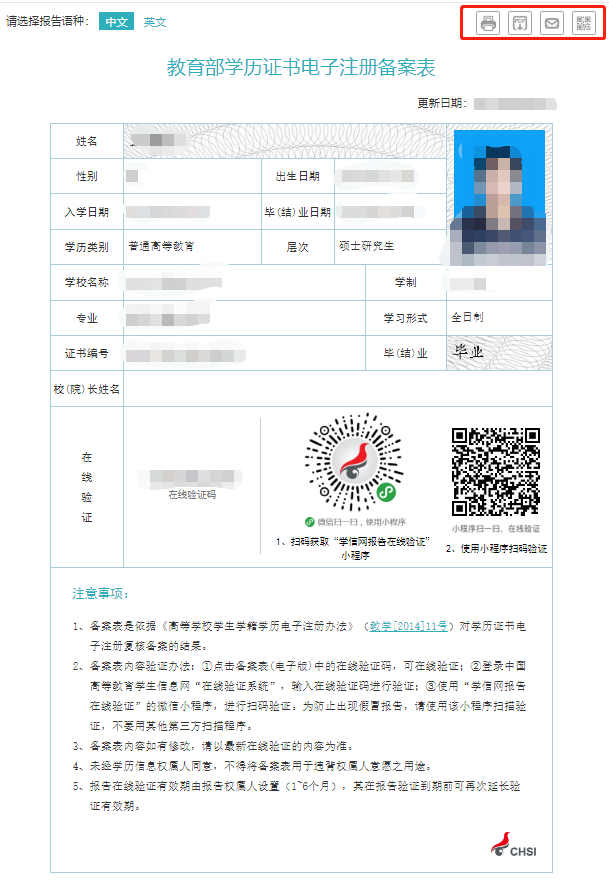 请选择报告语种： 中文 英文
PDF
教育部学历证书电子注册备案表
更新日期：
姓名
性别 出生日期
入学日期 毕(结)业日期
学历类别 普通高等教育 层次 硕士研究生
学校名称 学制
专业 学习形式 全日制
证书编号 毕(结)业 毕业
校(院)长姓名
在线验证
在线验证码
微信扫一扫，使用小程序
1、扫码获取“学信网报告在线验证”
小程序
小程序扫一扫，在线验证
2、使用小程序扫码验证
注意事项：
1、备案表是依据《高等学校学生学籍学历电子注册办法》（教学[2014]11号）对学历证书电
子注册复核备案的结果。
2、备案表内容验证办法：①点击备案表(电子版)中的在线验证码，可在线验证；②登录中国
高等教育学生信息网“在线验证系统”，输入在线验证码进行验证；③使用“学信网报告
在线验证”的微信小程序，进行扫码验证。为防止出现假冒报告，请使用该小程序扫描验
证，不要用其他第三方扫描程序。
3、备案表内容如有修改，请以最新在线验证的内容为准。
4、未经学历信息权属人同意，不得将备案表用于违背权属人意愿之用途。
5、报告在线验证有效期由报告权属人设置（1~6个月），其在报告验证到期前可再次延长验
证有效期。
CHSI